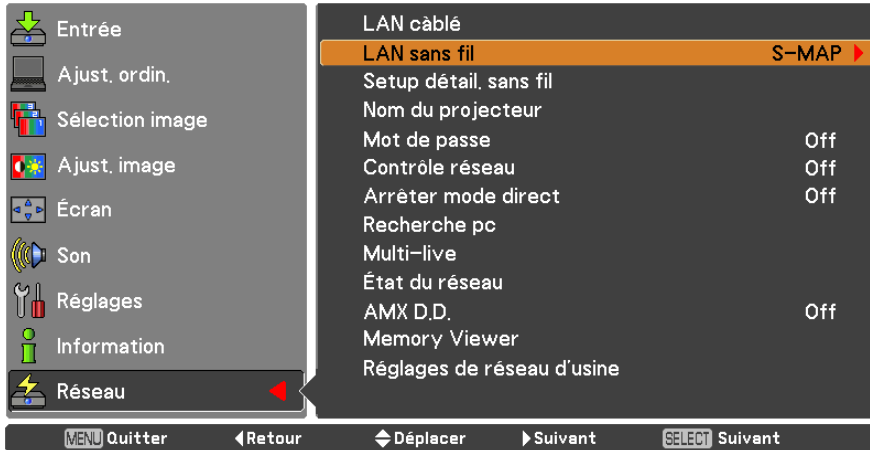 Entrée
Ajust. ordin.
Sélection image
Ajust. image
Écran
Son
Réglages
Information
Réseau
LAN càblé
LAN sans fil S-MAP
Setup détail. sans fil
Nom du projecteur
Mot de passe Off
Contrôle réseau Off
Arrêter mode direct Off
Recherche pc
Multi-live
État du réseau
AMX D.D. Off
Memory Viewer
Réglages de réseau d'usine
MENU Quitter Retour Déplacer Suivant SELECT Suivant